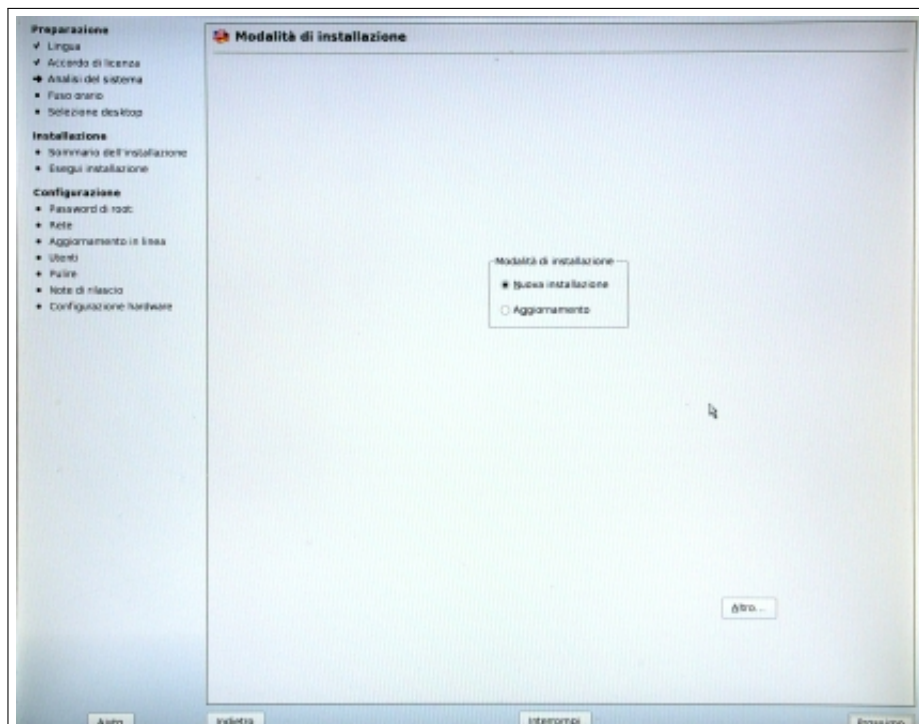 Preparazione
Lingua
Accordo di licenza
Analisi del sistema
Fuso orario
Selezione desktop
Installazione
Sommario dell'installazione
Esegui installazione
Configurazione
Password di root
Rete
Aggiornamento in linea
Utenti
Pulire
Note di rilascio
Configurazione hardware
Modalità di installazione
Modalità di installazione
Nuova installazione
Aggiornamento
Altro...
Aiuto
Indietro
Interrompi
Prossimo